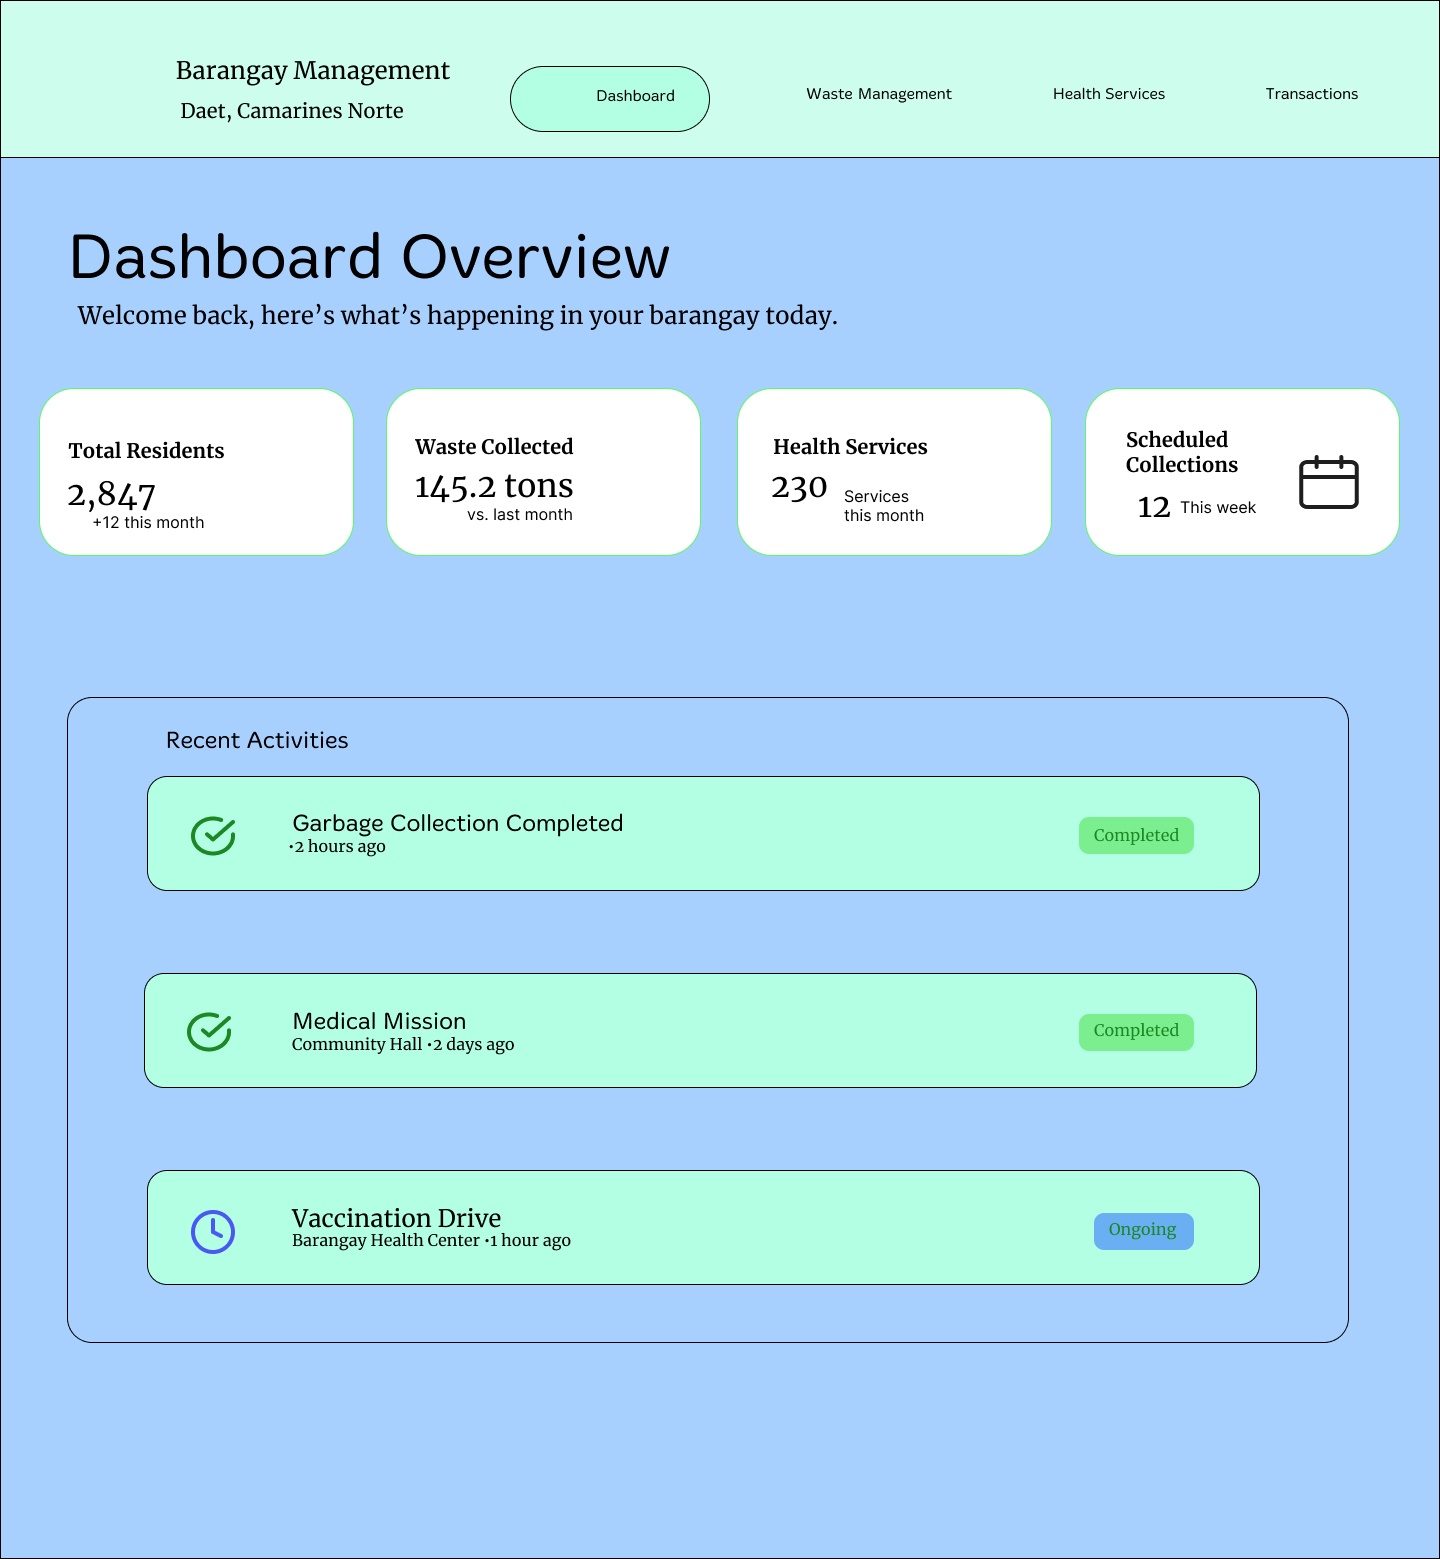 Barangay Management
Daet, Camarines Norte
Dashboard
Waste Management
Health Services
Transactions
Dashboard Overview
Welcome back, here’s what’s happening in your barangay today.
Total Residents
2,847
+12 this month
Waste Collected
145.2 tons
vs. last month
Health Services
230
Services
this month
Scheduled
Collections
12 This week
Recent Activities
Garbage Collection Completed
•2 hours ago
Completed
Medical Mission
Community Hall •2 days ago
Completed
Vaccination Drive
Barangay Health Center •1 hour ago
Ongoing